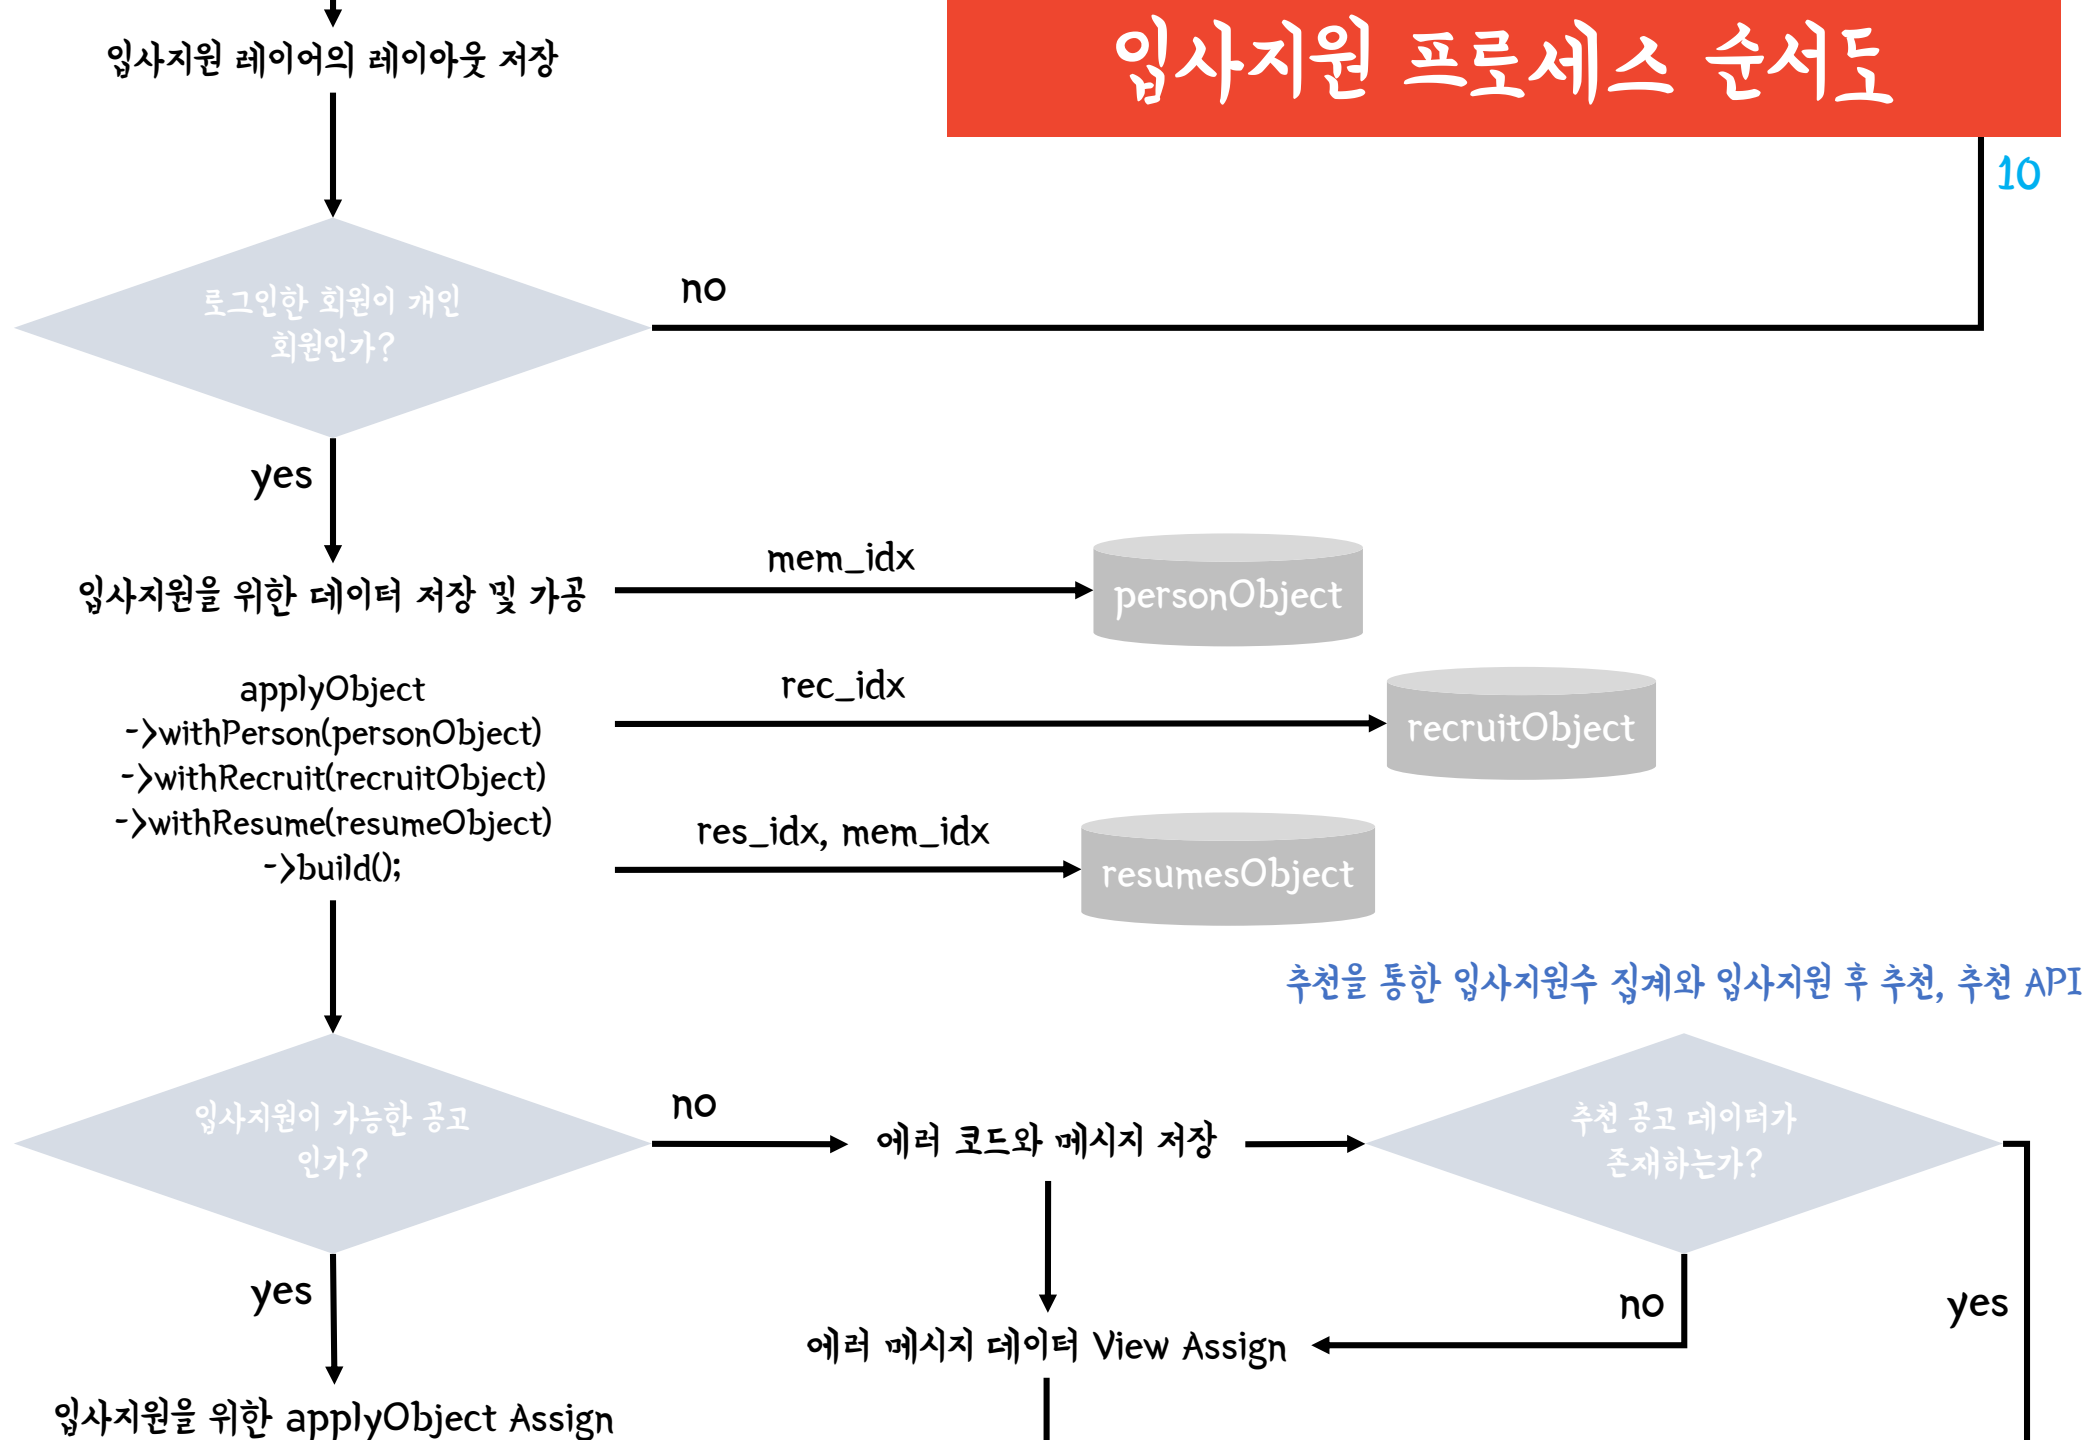 입사지원 프로세스 순서도
입사지원 레이어의 레이아웃 저장
10
no
로그인한 회원이 개인
회원인가?
yes
mem_idx
입사지원을 위한 데이터 저장 및 가공
personObject
rec_idx
recruitObject
applyObject
->withPerson(personObject)
->withRecruit(recruitObject)
->withResume(resumeObject)
->build();
res_idx, mem_idx
resumesObject
추천을 통한 입사지원수 집계와 입사지원 후 추천, 추천 API
입사지원이 가능한 공고
인가?
no
에러 코드와 메시지 저장
추천 공고 데이터가
존재하는가?
yes
no
yes
에러 메시지 데이터 View Assign
입사지원을 위한 applyObject Assign